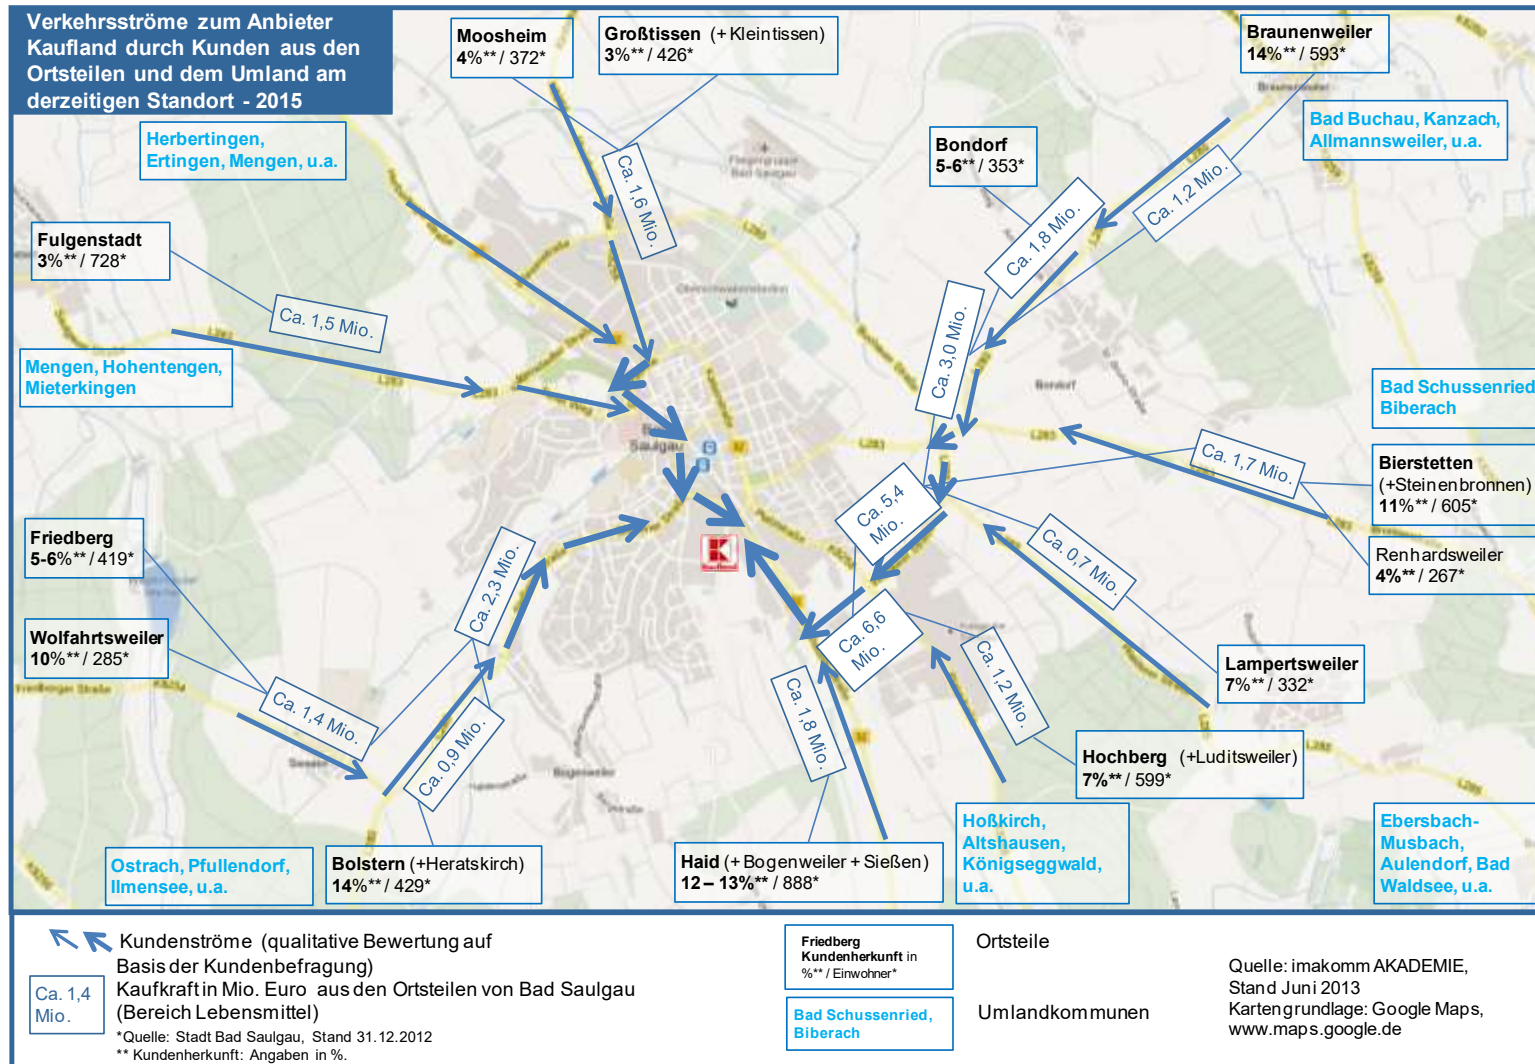 Verkehrsströme zum Anbieter
Kaufland durch Kunden aus den
Ortsteilen und dem Umland am
derzeitigen Standort - 2015
Moosheim
4%** / 372*
Großtissen (+Kleintissen)
3%** / 426*
Braunenweiler
14%** / 593*
Herbertingen,
Ertingen, Mengen, u.a.
Bondorf
5-6** / 353*
Bad Buchau, Kanzach,
Allmannsweiler, u.a.
Ca. 1,6 Mio.
Ca. 1,8 Mio.
Ca. 1,2 Mio.
Fulgenstadt
3%** / 728*
Ca. 1,5 Mio.
Ca. 3,0 Mio.
Mengen, Hohentengen,
Mieterkingen
Bondorf
L283
L283
L283
L283
L280
Saulgau
Bad Schussenried,
Biberach
Ca. 1,7 Mio.
Bierstetten
(+Steinenbronnen)
11%** / 605*
Ca. 5,4
Mio.
Ca. 0,7 Mio.
Renhardsweiler
4%** / 267*
Friedberg
5-6%** / 419*
Ca. 2,3 Mio.
Wolfahrtsweiler
10%** / 285*
Ca. 6,6
Mio.
Lampertsweiler
7%** / 332*
Ca. 1,4 Mio.
Ca. 0,9 Mio.
Ca. 1,8 Mio.
Ca. 1,2 Mio.
Hochberg (+Luditsweiler)
7%** / 599*
Bogenweiler
Ostrach, Pfullendorf,
Ilmensee, u.a.
Bolstern (+Heratskirch)
14%** / 429*
Haid (+Bogenweiler + Sießen)
12 – 13%** / 888*
Hoßkirch,
Altshausen,
Königseggwald,
u.a.
Ebersbach-
Musbach,
Aulendorf, Bad
Waldsee, u.a.
Kundenströme (qualitative Bewertung auf
Basis der Kundenbefragung)
Ca. 1,4
Mio.
Kaufkraft in Mio. Euro aus den Ortsteilen von Bad Saulgau
(Bereich Lebensmittel)
*Quelle: Stadt Bad Saulgau, Stand 31.12.2012
** Kundenherkunft: Angaben in %.
Friedberg
Kundenherkunft in
%** / Einwohner*
Ortsteile
Bad Schussenried,
Biberach
Umlandkommunen
Quelle: imakomm AKADEMIE,
Stand Juni 2013
Kartengrundlage: Google Maps,
www.maps.google.de